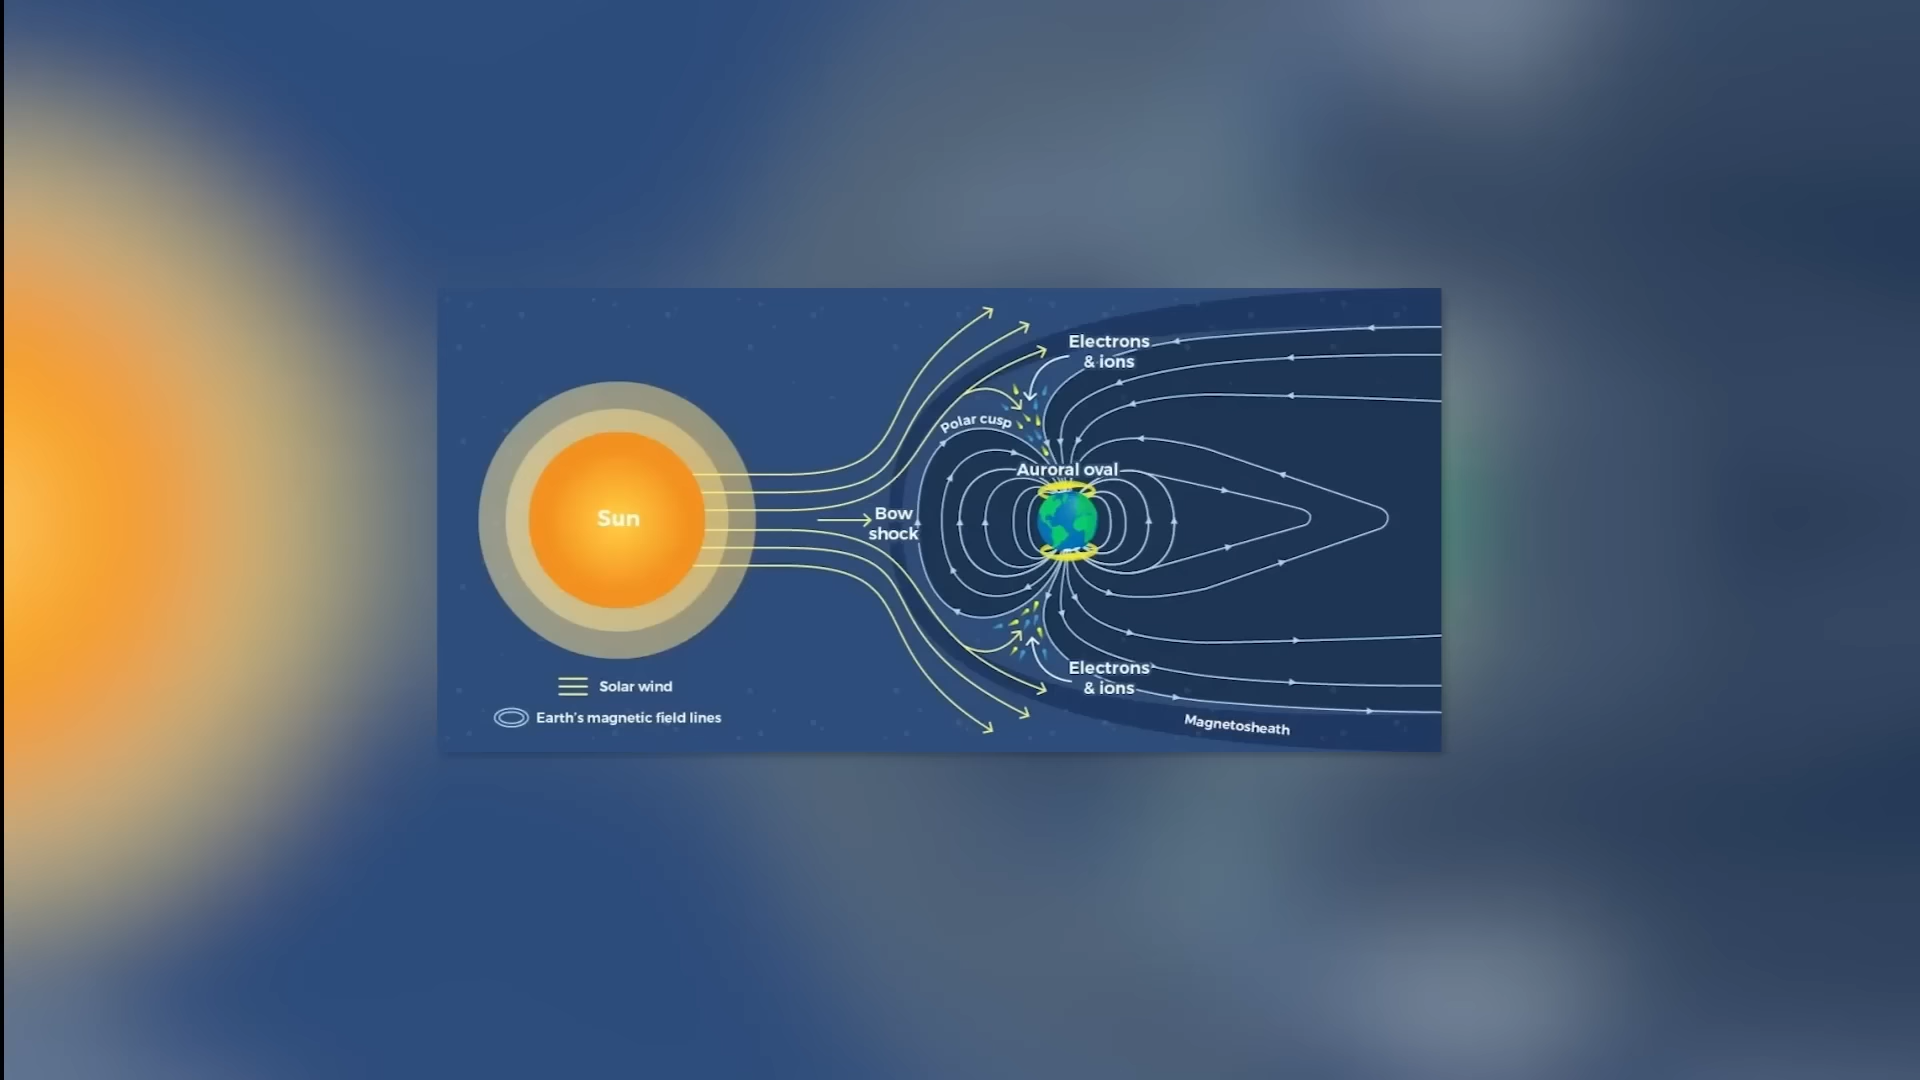 Electrons
& ions
Polar cusp
Auroral oval
Sun
Bow
shock
Electrons
& ions
Solar wind
Earth's magnetic field lines
Magnetosheath